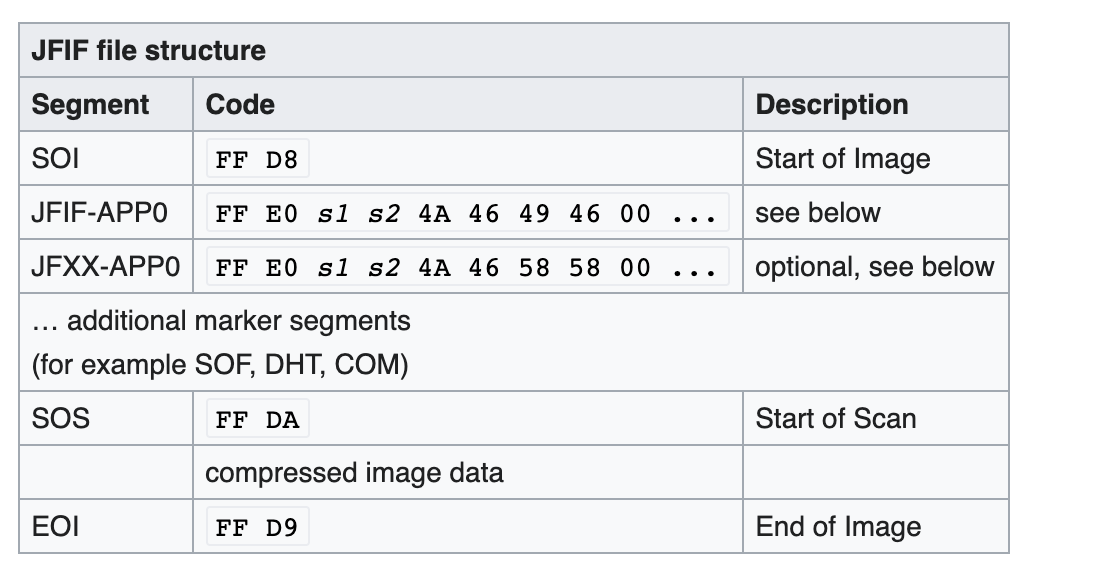 JFIF file structure
Segment Code Description
SOI FF D8 Start of Image
JFIF-APP0 FF E0 s1 s2 4A 46 49 46 00 ... see below
JFXX-APP0 FF E0 s1 s2 4A 46 58 58 00 ... optional, see below
… additional marker segments
(for example SOF, DHT, COM)
SOS FF DA Start of Scan
compressed image data
EOI FF D9 End of Image